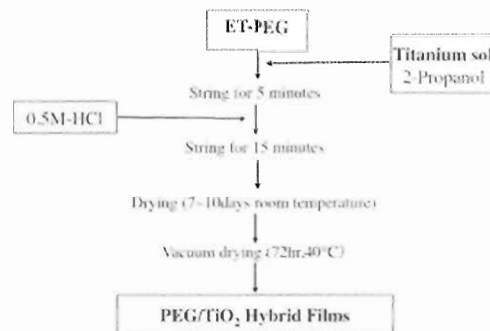 ET-PEG
Titanium sol
2-Propanol
String for 5 minutes
0.5M-HCl
String for 15 minutes
Drying (7~10days room temperature)
Vacuum drying (72hr,40°C)
PEG/TiO₂ Hybrid Films